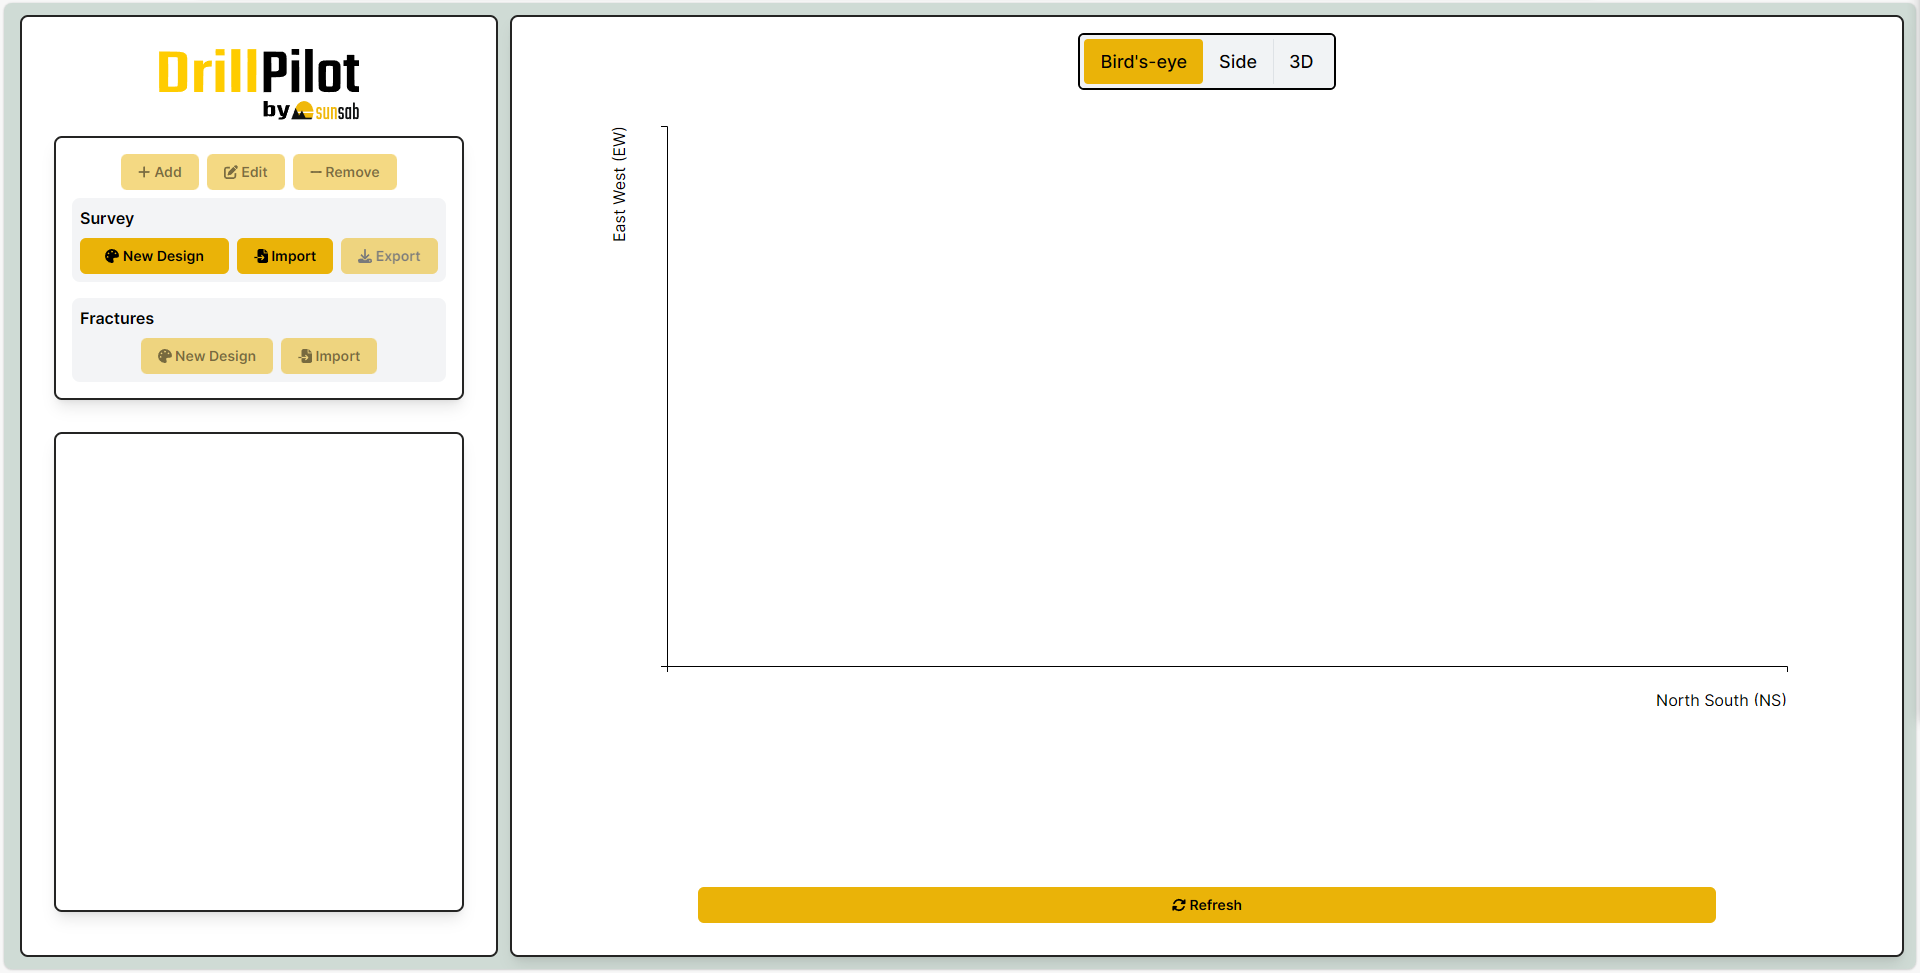 DrillPilot
by sunsab
Add Edit Remove
Survey
New Design Import Export
Fractures
New Design Import
Bird's-eye Side 3D
East West (EW)
North South (NS)
Refresh